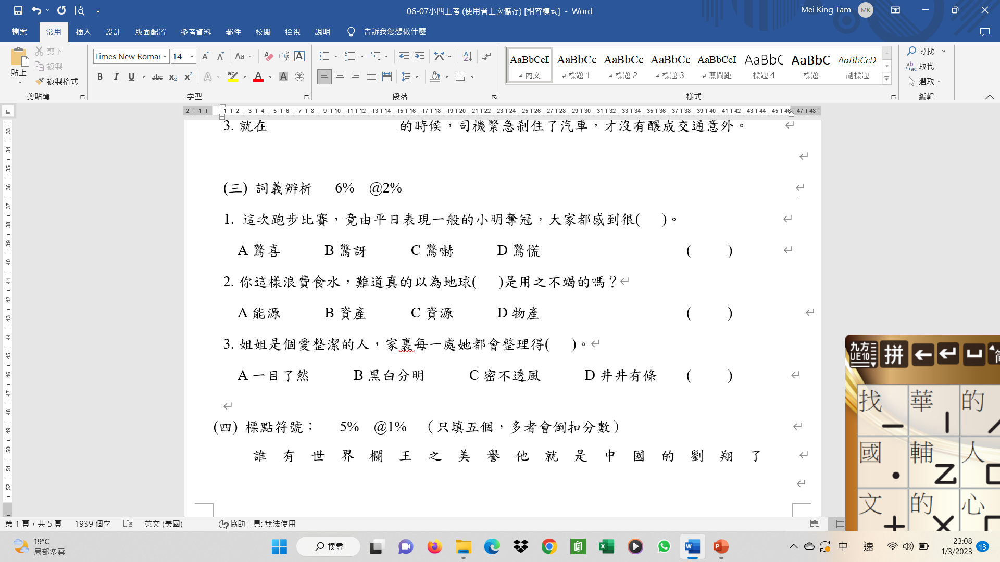 06-07小四上考 (使用者上次儲存) [相容模式] - Word
Mei King Tam
MK
檔案 常用 插入 設計 版面配置 參考資料 郵件 校閱 檢視 說明 告訴我您想做什麼
貼上
剪下
複製
複製格式
剪貼簿
Times New Roman 14
字型
段落
AaBbCcI AaBbCc AaBbCc AaBbCc AaBbCcI AaBbC AaBbC AaBbCcD
內文 標題 1 標題 2 標題 3 無間距 標題 4 標題 副標題
樣式
尋找
取代
選取
編輯
3. 就在__________________的時候，司機緊急剎住了汽車，才沒有釀成交通意外。
(三) 詞義辨析 6% @2%
1. 這次跑步比賽，竟由平日表現一般的小明奪冠，大家都感到很( )。
A 驚喜 B 驚訝 C 驚嚇 D 驚慌 ( )
2. 你這樣浪費食水，難道真的以為地球( )是用之不竭的嗎？
A 能源 B 資產 C 資源 D 物產 ( )
3. 姐姐是個愛整潔的人，家裏每一處她都會整理得( )。
A 一目了然 B 黑白分明 C 密不透風 D 井井有條 ( )
(四) 標點符號： 5% @1% （只填五個，多者會倒扣分數）
誰有世界欄王之美譽他就是中國的劉翔了
九方
UE10
拼
找 華 的
國 輔 人
文 的 心
第 1 頁，共 5 頁 1939 個字 英文 (美國) 協助工具: 無法使用
19°C
局部多雲
搜尋
中 速
23:08
1/3/2023
13